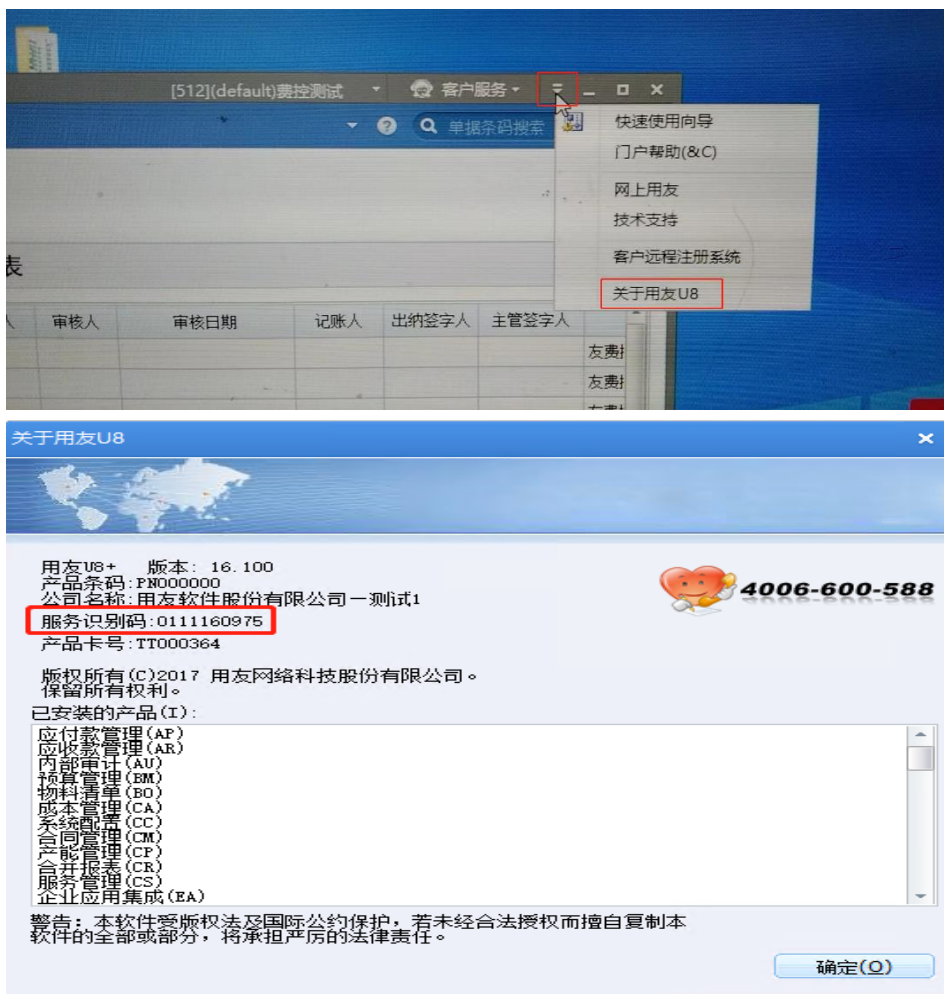 [512](default)费控测试
客户服务
单据条码搜索
快速使用向导
门户帮助(&C)
网上用友
技术支持
客户远程注册系统
关于用友U8
表
人 审核人 审核日期 记账人 出纳签字人 主管签字人
友费
友费
关于用友U8
用友U8+ 版本: 16.100
产品条码:PN000000
公司名称:用友软件股份有限公司－测试1
服务识别码:0111160975
产品卡号:TT000364
4006-600-588
版权所有(C)2017 用友网络科技股份有限公司。
保留所有权利。
已安装的产品(I):
应付款管理(AP)
应收款管理(AR)
内部审计(AU)
预算管理(BM)
物料清单(BO)
成本管理(CA)
系统配置(CC)
合同管理(CM)
产能管理(CP)
合并报表(CR)
服务管理(CS)
企业应用集成(EA)
警告: 本软件受版权法及国际公约保护，若未经合法授权而擅自复制本
软件的全部或部分，将承担严厉的法律责任。
确定(O)